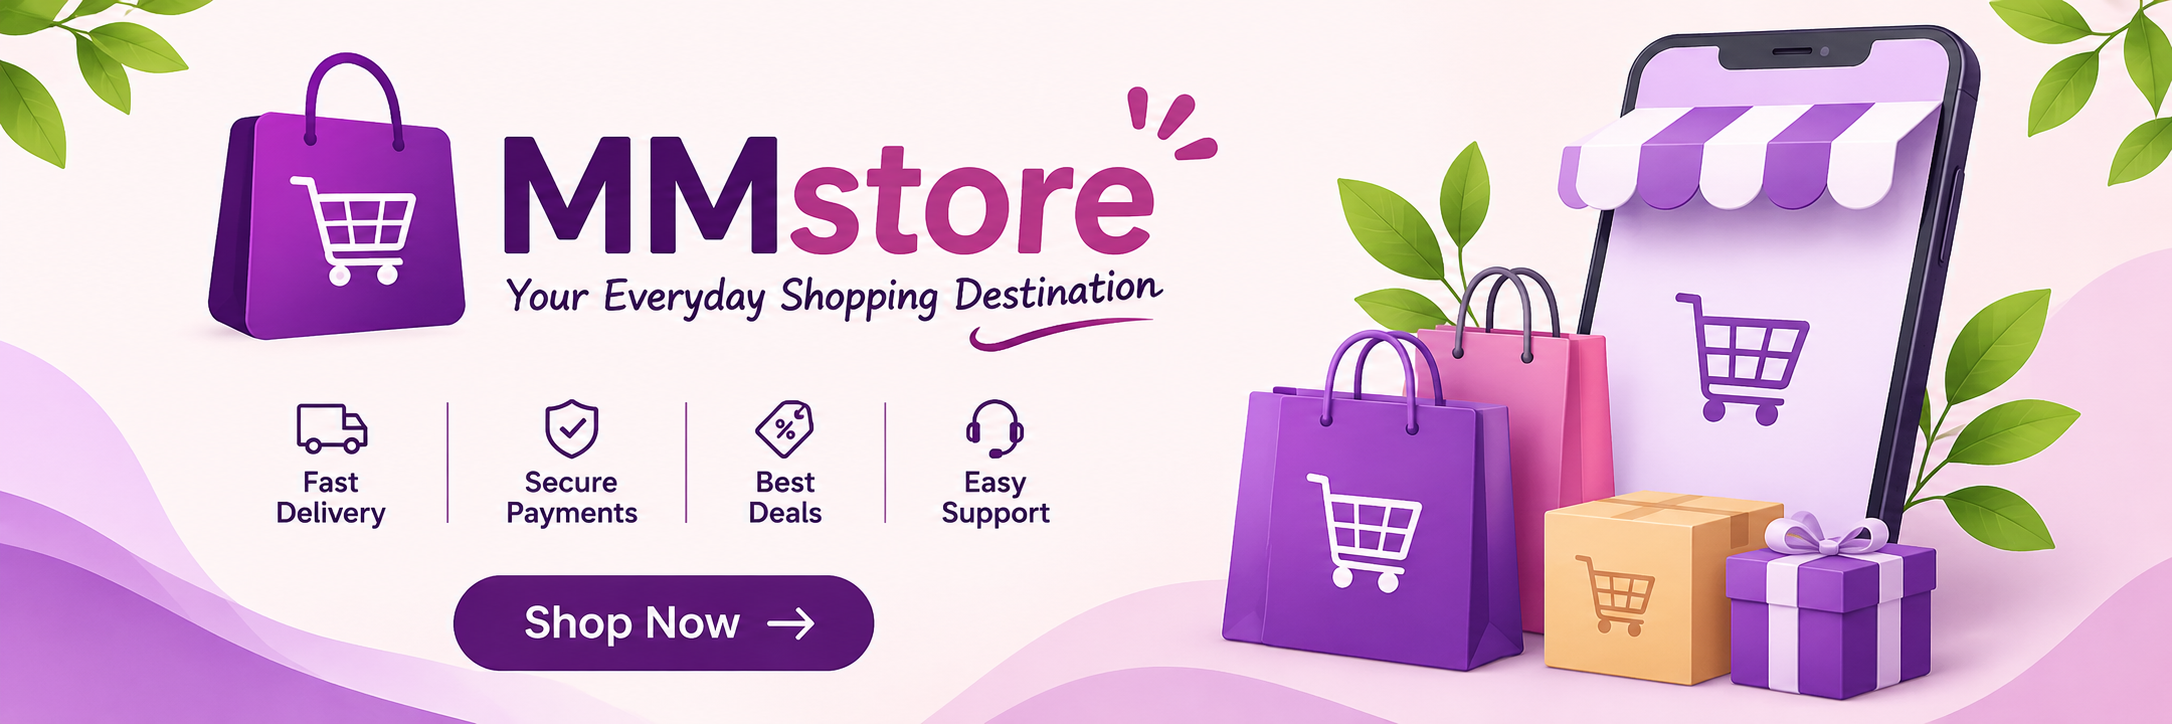 MMstore
Your Everyday Shopping Destination
Fast
Delivery
Secure
Payments
%
Best
Deals
Easy
Support
Shop Now →